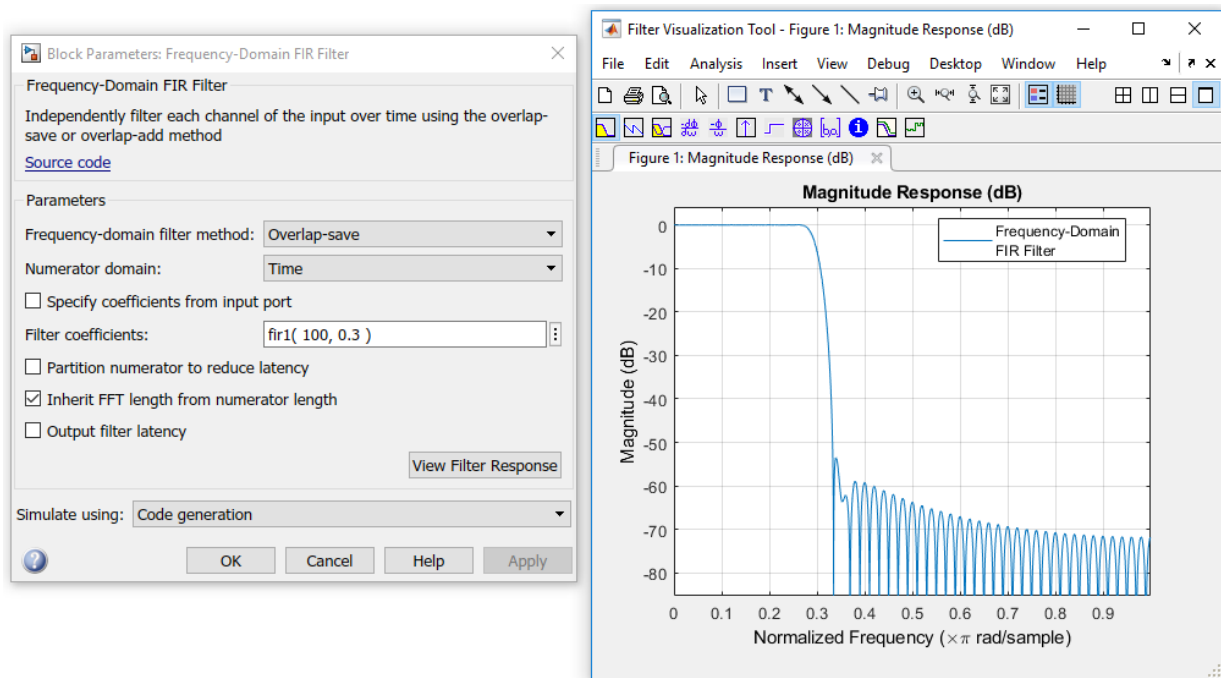 Block Parameters: Frequency-Domain FIR Filter
Frequency-Domain FIR Filter
Independently filter each channel of the input over time using the overlap-
save or overlap-add method
Source code
Parameters
Frequency-domain filter method: Overlap-save
Numerator domain: Time
Specify coefficients from input port
Filter coefficients: fir1( 100, 0.3 )
Partition numerator to reduce latency
Inherit FFT length from numerator length
Output filter latency
View Filter Response
Simulate using: Code generation
OK Cancel Help Apply
Filter Visualization Tool - Figure 1: Magnitude Response (dB)
File Edit Analysis Insert View Debug Desktop Window Help
Figure 1: Magnitude Response (dB)
Magnitude Response (dB)
Frequency-Domain
FIR Filter
Magnitude (dB)
0
-10
-20
-30
-40
-50
-60
-70
-80
0 0.1 0.2 0.3 0.4 0.5 0.6 0.7 0.8 0.9
Normalized Frequency (×π rad/sample)